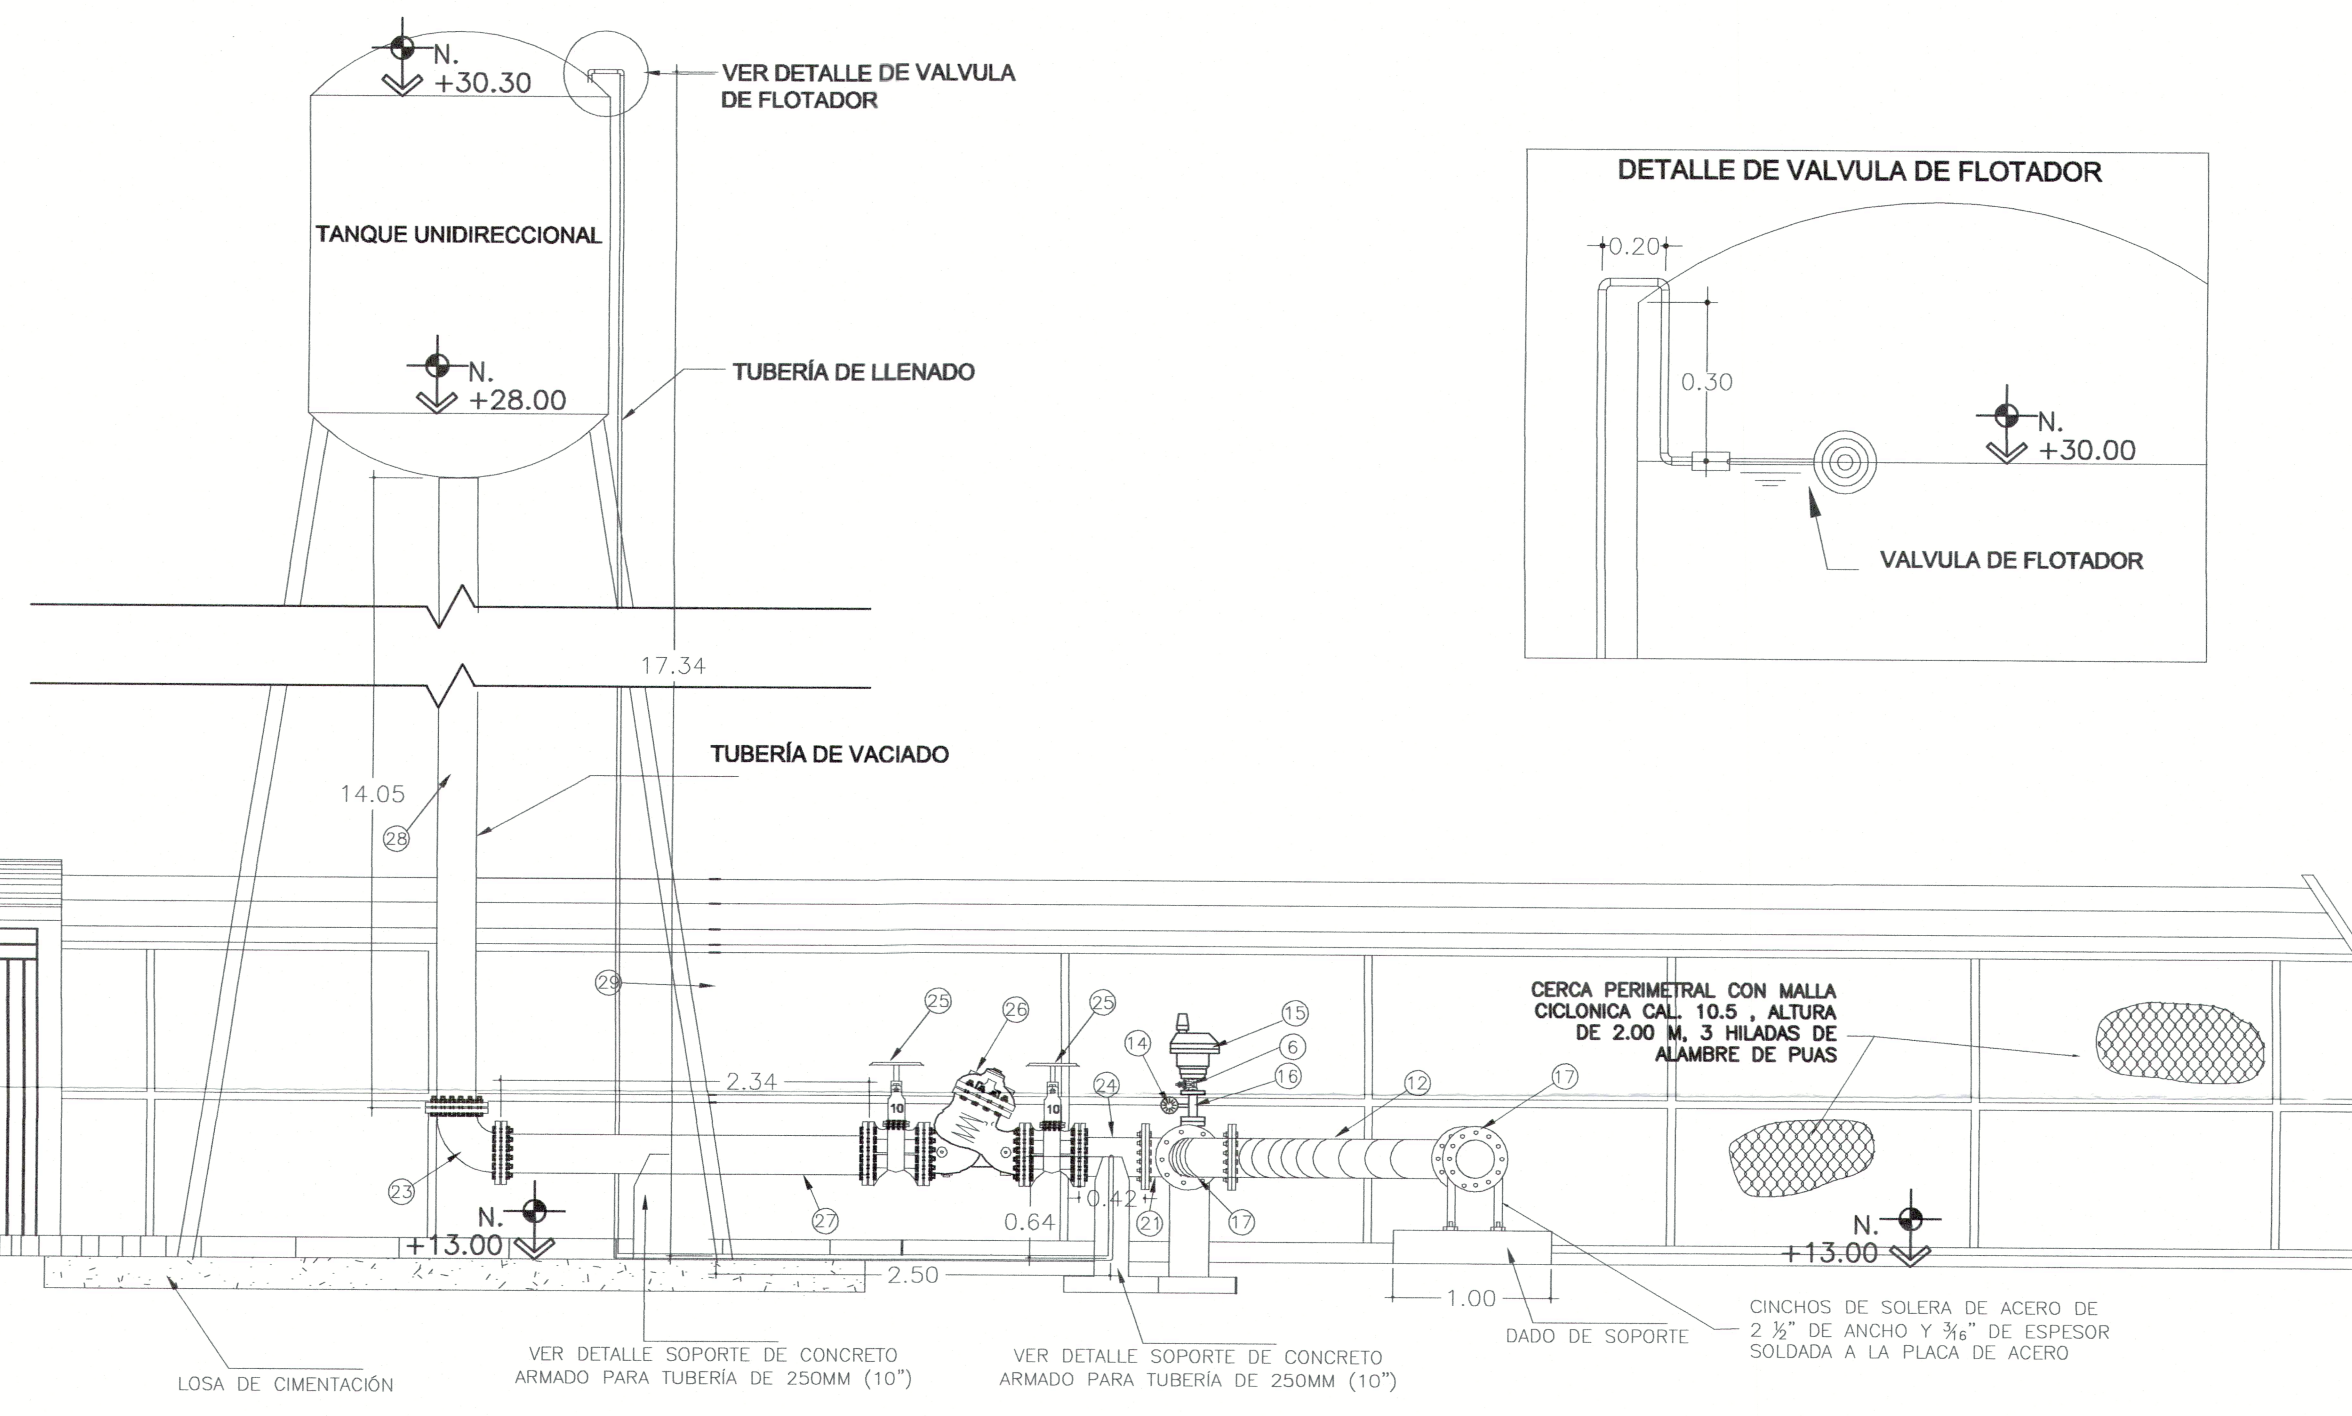 N.
+30.30
VER DETALLE DE VALVULA
DE FLOTADOR
TANQUE UNIDIRECCIONAL
N.
+28.00
TUBERÍA DE LLENADO
17.34
TUBERÍA DE VACIADO
14.05
28
DETALLE DE VALVULA DE FLOTADOR
0.20
0.30
N.
+30.00
VALVULA DE FLOTADOR
29
25
26
25
14
15
6
16
24
12
17
CERCA PERIMETRAL CON MALLA
CICLONICA CAL. 10.5 , ALTURA
DE 2.00 M, 3 HILADAS DE
ALAMBRE DE PUAS
2.34
10
10
23
27
0.42
0.64
21
17
N.
+13.00
N.
+13.00
2.50
1.00
LOSA DE CIMENTACIÓN
VER DETALLE SOPORTE DE CONCRETO
ARMADO PARA TUBERÍA DE 250MM (10")
VER DETALLE SOPORTE DE CONCRETO
ARMADO PARA TUBERÍA DE 250MM (10")
DADO DE SOPORTE
CINCHOS DE SOLERA DE ACERO DE
2 ½" DE ANCHO Y 3/16" DE ESPESOR
SOLDADA A LA PLACA DE ACERO